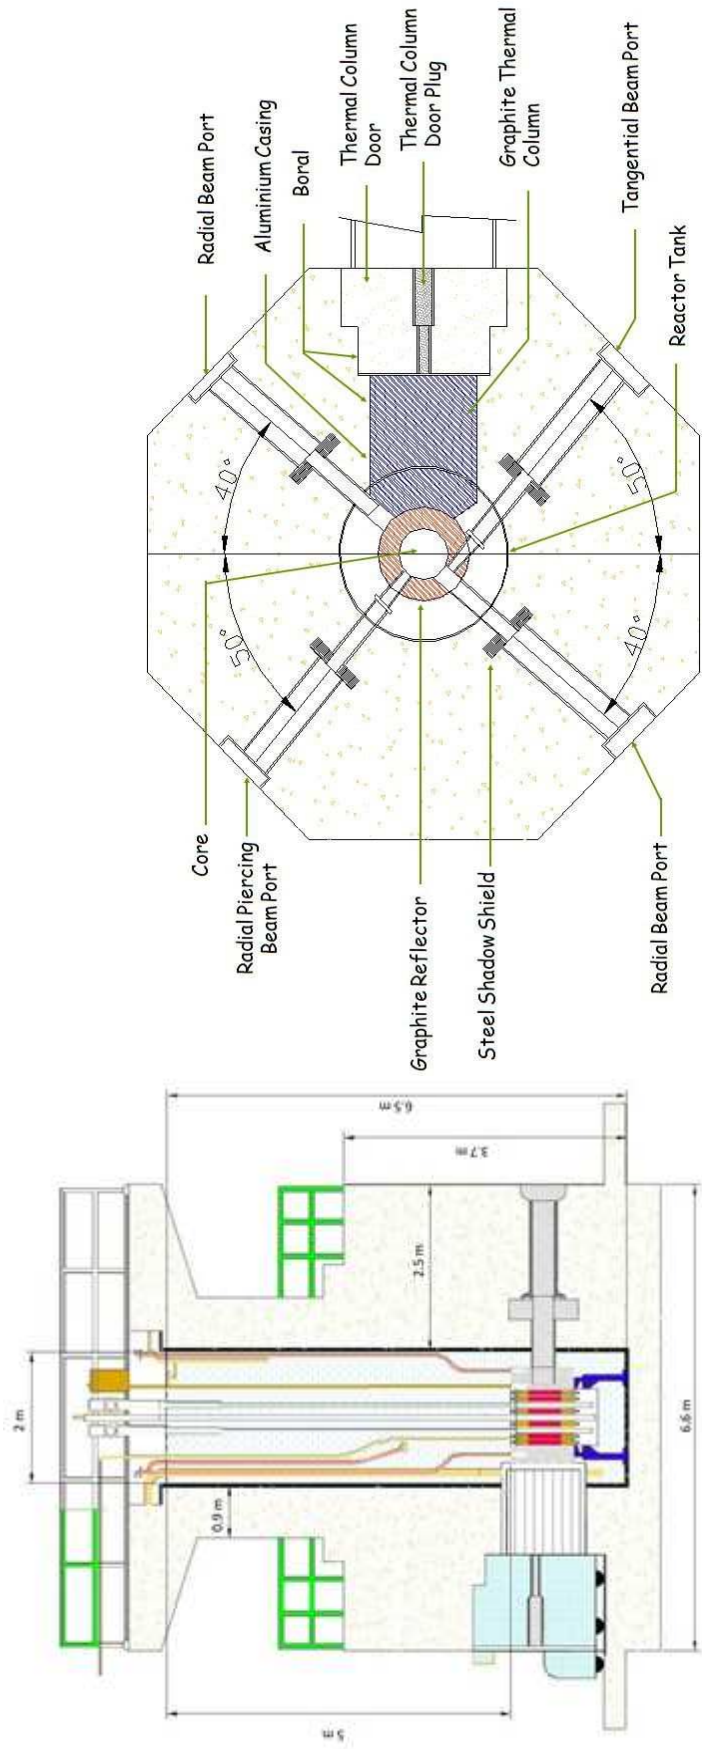 Radial Beam Port
Aluminium Casing
Boral
Thermal Column
Door
Thermal Column
Door Plug
Graphite Thermal
Column
Tangential Beam Port
Reactor Tank
40°
50°
50°
40°
Core
Radial Piercing
Beam Port
Graphite Reflector
Steel Shadow Shield
Radial Beam Port
2 m
0.9 m
2.5 m
3.7 m
6.5 m
6.6 m
5 m